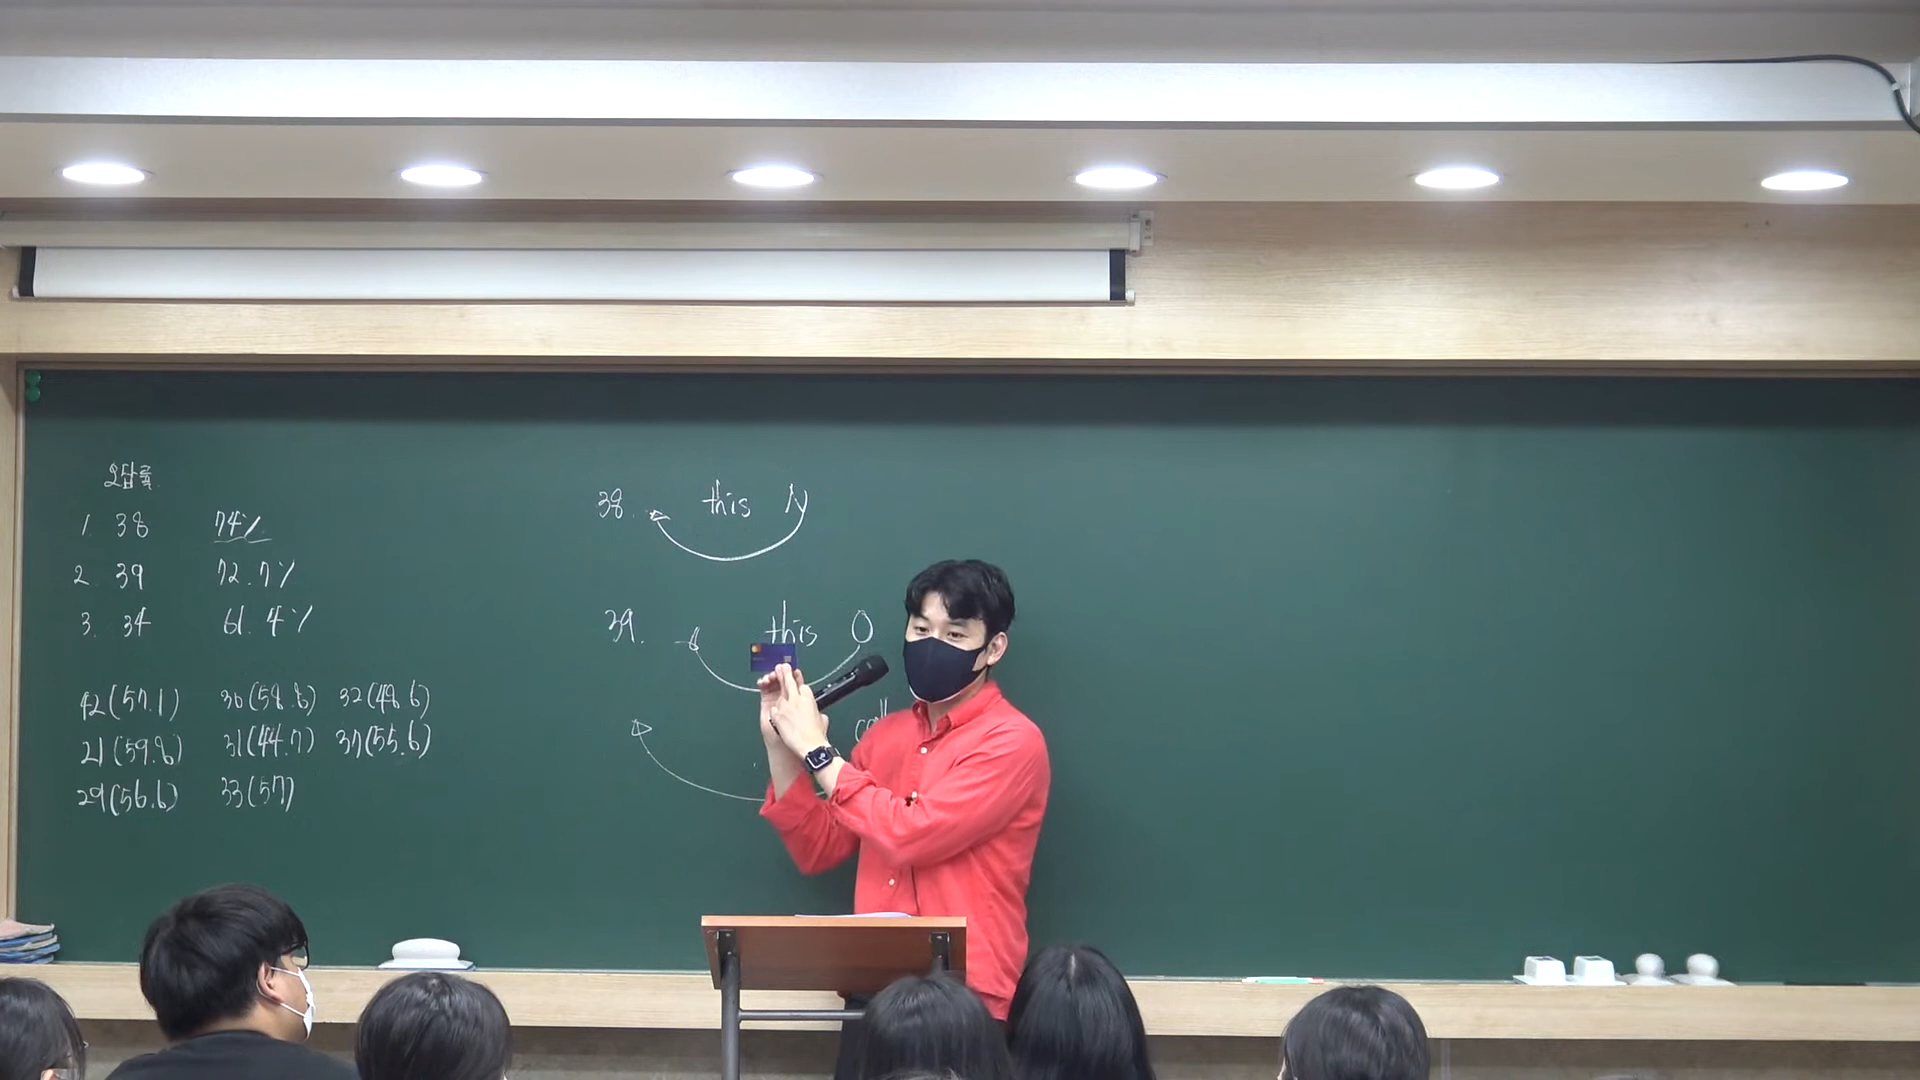 오답률
1. 38 74%
2. 39 72.7%
3. 34 61.4%
42(57.1) 36(58.8) 32(48.6)
21(59.8) 31(44.7) 37(55.6)
29(56.6) 33(57)
38. this N
39. this